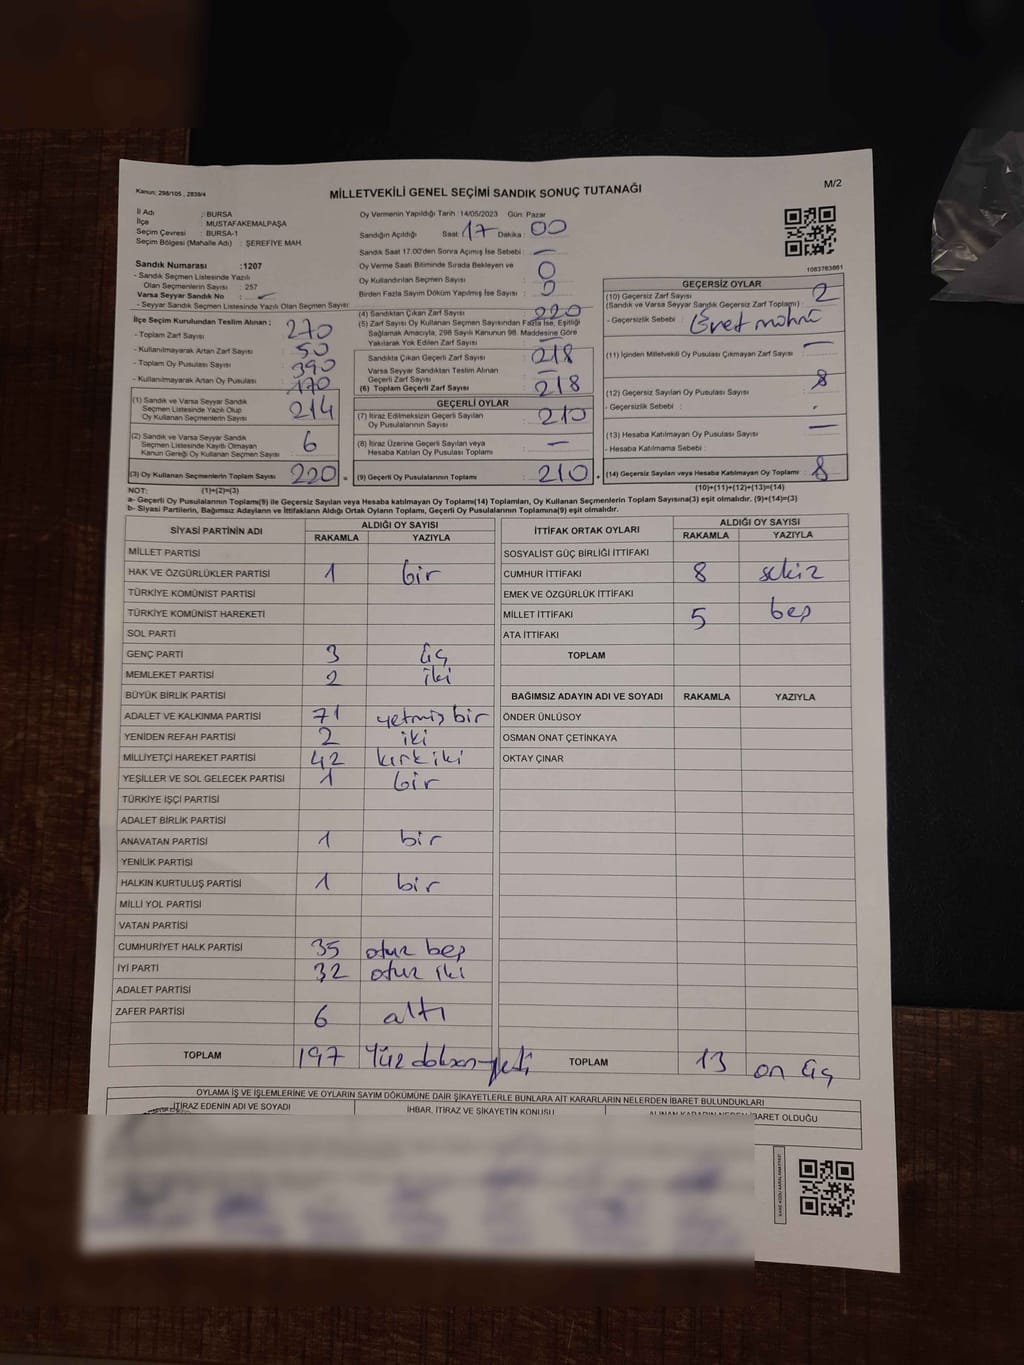 Kanun: 298/105 , 2839/4
MİLLETVEKİLİ GENEL SEÇİMİ SANDIK SONUÇ TUTANAĞI
M/2
İl Adı : BURSA
İlçe : MUSTAFAKEMALPAŞA
Seçim Çevresi : BURSA-1
Seçim Bölgesi (Mahalle Adı) : ŞEREFİYE MAH.
Sandık Numarası :1207
- Sandık Seçmen Listesinde Yazılı
Olan Seçmenlerin Sayısı : 257
Varsa Seyyar Sandık No :
- Seyyar Sandık Seçmen Listesinde Yazılı Olan Seçmen Sayısı:
Oy Vermenin Yapıldığı Tarih :14/05/2023 Gün: Pazar
Sandığın Açıldığı Saat : 17 Dakika : 00
Sandık Saat 17.00'den Sonra Açımış İse Sebebi : —
Oy Verme Saati Bitiminde Sırada Bekleyen ve
Oy Kullandırılan Seçmen Sayısı : 0
Birden Fazla Sayım Döküm Yapılmış İse Sayısı : 0
1083783861
İlçe Seçim Kurulundan Teslim Alınan ;
- Toplam Zarf Sayısı : 270
- Kullanılmayarak Artan Zarf Sayısı : 50
- Toplam Oy Pusulası Sayısı : 390
- Kullanılmayarak Artan Oy Pusulası : 170
(1) Sandık ve Varsa Seyyar Sandık
Seçmen Listesinde Yazılı Olup
Oy Kullanan Seçmenlerin Sayısı : 214
(2) Sandık ve Varsa Seyyar Sandık
Seçmen Listesinde Kayıtlı Olmayan
Kanun Gereği Oy Kullanan Seçmen Sayısı : 6
(3) Oy Kullanan Seçmenlerin Toplam Sayısı : 220
(4) Sandıktan Çıkan Zarf Sayısı : 220
(5) Zarf Sayısı Oy Kullanan Seçmen Sayısından Fazla İse, Eşitliği
Sağlamak Amacıyla, 298 Sayılı Kanunun 98. Maddesine Göre
Yakılarak Yok Edilen Zarf Sayısı : —
Sandıkta Çıkan Geçerli Zarf Sayısı : 218
Varsa Seyyar Sandıktan Teslim Alınan
Geçerli Zarf Sayısı : —
(6) Toplam Geçerli Zarf Sayısı : 218
GEÇERLİ OYLAR
(7) İtiraz Edilmeksizin Geçerli Sayılan
Oy Pusulalarının Sayısı : 210
(8) İtiraz Üzerine Geçerli Sayılan veya
Hesaba Katılan Oy Pusulası Toplamı : —
(9) Geçerli Oy Pusulalarının Toplamı : 210
GEÇERSİZ OYLAR
(10) Geçersiz Zarf Sayısı
(Sandık ve Varsa Seyyar Sandık Geçersiz Zarf Toplamı) : 2
- Geçersizlik Sebebi :
(11) İçinden Milletvekili Oy Pusulası Çıkmayan Zarf Sayısı : —
(12) Geçersiz Sayılan Oy Pusulası Sayısı : 8
- Geçersizlik Sebebi :
(13) Hesaba Katılmayan Oy Pusulası Sayısı : —
- Hesaba Katılmama Sebebi :
(14) Geçersiz Sayılan veya Hesaba Katılmayan Oy Toplamı : 8
NOT: (1)+(2)=(3) (10)+(11)+(12)+(13)=(14)
a- Geçerli Oy Pusulalarının Toplamı(9) ile Geçersiz Sayılan veya Hesaba katılmayan Oy Toplamı(14) Toplamları, Oy Kullanan Seçmenlerin Toplam Sayısına(3) eşit olmalıdır. (9)+(14)=(3)
b- Siyasi Partilerin, Bağımsız Adayların ve İttifakların Aldığı Ortak Oyların Toplamı, Geçerli Oy Pusulalarının Toplamına(9) eşit olmalıdır.
SİYASİ PARTİNİN ADI ALDIĞI OY SAYISI
RAKAMLA YAZIYLA
MİLLET PARTİSİ
HAK VE ÖZGÜRLÜKLER PARTİSİ 1 bir
TÜRKİYE KOMÜNİST PARTİSİ
TÜRKİYE KOMÜNİST HAREKETİ
SOL PARTİ
GENÇ PARTİ 3 üç
MEMLEKET PARTİSİ 2 iki
BÜYÜK BİRLİK PARTİSİ
ADALET VE KALKINMA PARTİSİ 71 yetmiş bir
YENİDEN REFAH PARTİSİ 2 iki
MİLLİYETÇİ HAREKET PARTİSİ 42 kırk iki
YEŞİLLER VE SOL GELECEK PARTİSİ 1 bir
TÜRKİYE İŞÇİ PARTİSİ
ADALET BİRLİK PARTİSİ
ANAVATAN PARTİSİ 1 bir
YENİLİK PARTİSİ
HALKIN KURTULUŞ PARTİSİ 1 bir
MİLLİ YOL PARTİSİ
VATAN PARTİSİ
CUMHURİYET HALK PARTİSİ 35 otuz beş
İYİ PARTİ 32 otuz iki
ADALET PARTİSİ
ZAFER PARTİSİ 6 altı
TOPLAM 197 Yüz doksan yedi
İTTİFAK ORTAK OYLARI ALDIĞI OY SAYISI
RAKAMLA YAZIYLA
SOSYALİST GÜÇ BİRLİĞİ İTTİFAKI
CUMHUR İTTİFAKI 8 sekiz
EMEK VE ÖZGÜRLÜK İTTİFAKI
MİLLET İTTİFAKI 5 beş
ATA İTTİFAKI
TOPLAM
BAĞIMSIZ ADAYIN ADI VE SOYADI RAKAMLA YAZIYLA
ÖNDER ÜNLÜSOY
OSMAN ONAT ÇETİNKAYA
OKTAY ÇINAR
TOPLAM 13 on üç
OYLAMA İŞ VE İŞLEMLERİNE VE OYLARIN SAYIM DÖKÜMÜNE DAİR ŞİKAYETLERLE BUNLARA AİT KARARLARIN NELERDEN İBARET BULUNDUKLARI
İTİRAZ EDENİN ADI VE SOYADI İHBAR, İTİRAZ VE ŞİKAYETİN KONUSU ALINAN KARARIN NEDEN İBARET OLDUĞU